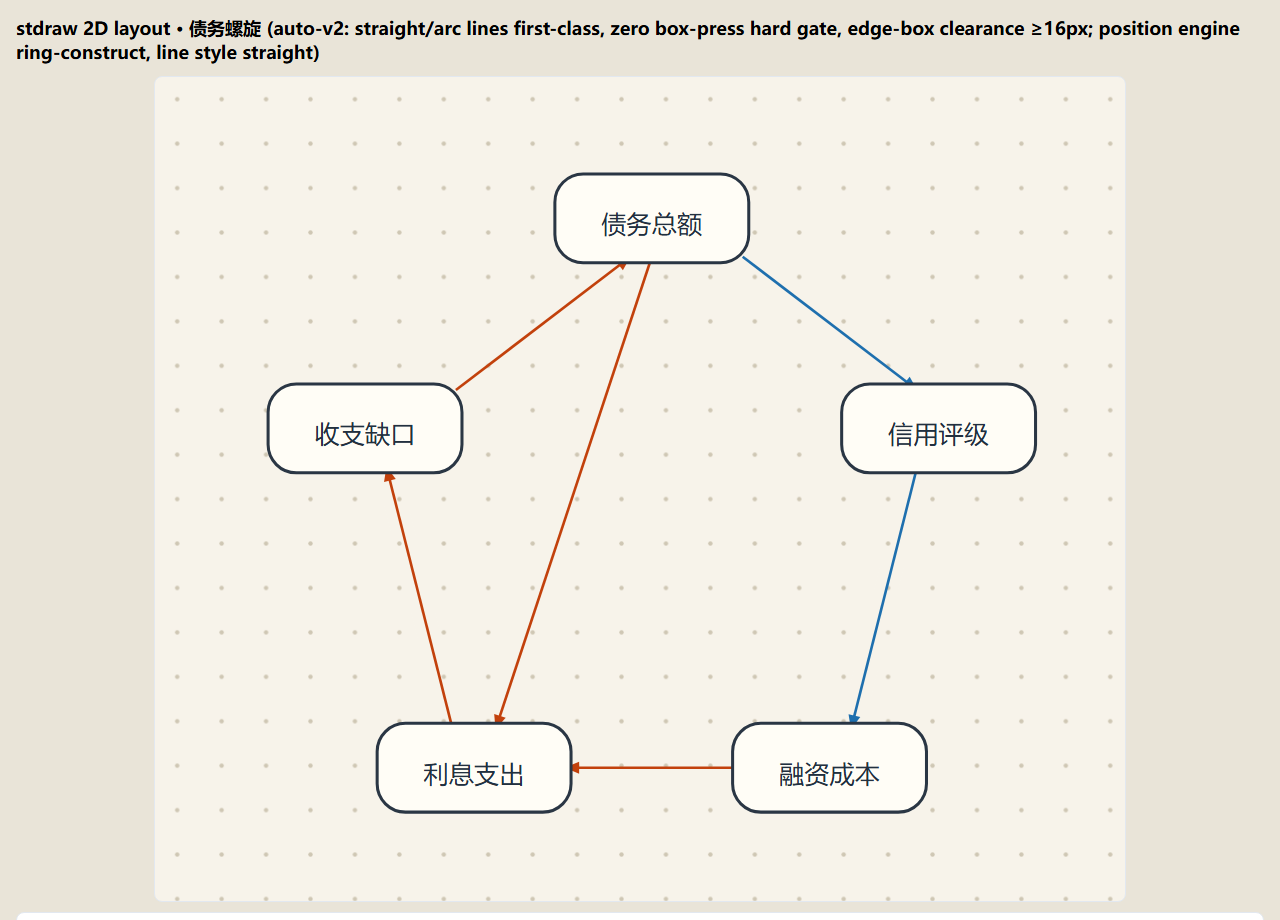 stdraw 2D layout • 债务螺旋 (auto-v2: straight/arc lines first-class, zero box-press hard gate, edge-box clearance ≥16px; position engine
ring-construct, line style straight)
债务总额
收支缺口
信用评级
利息支出
融资成本